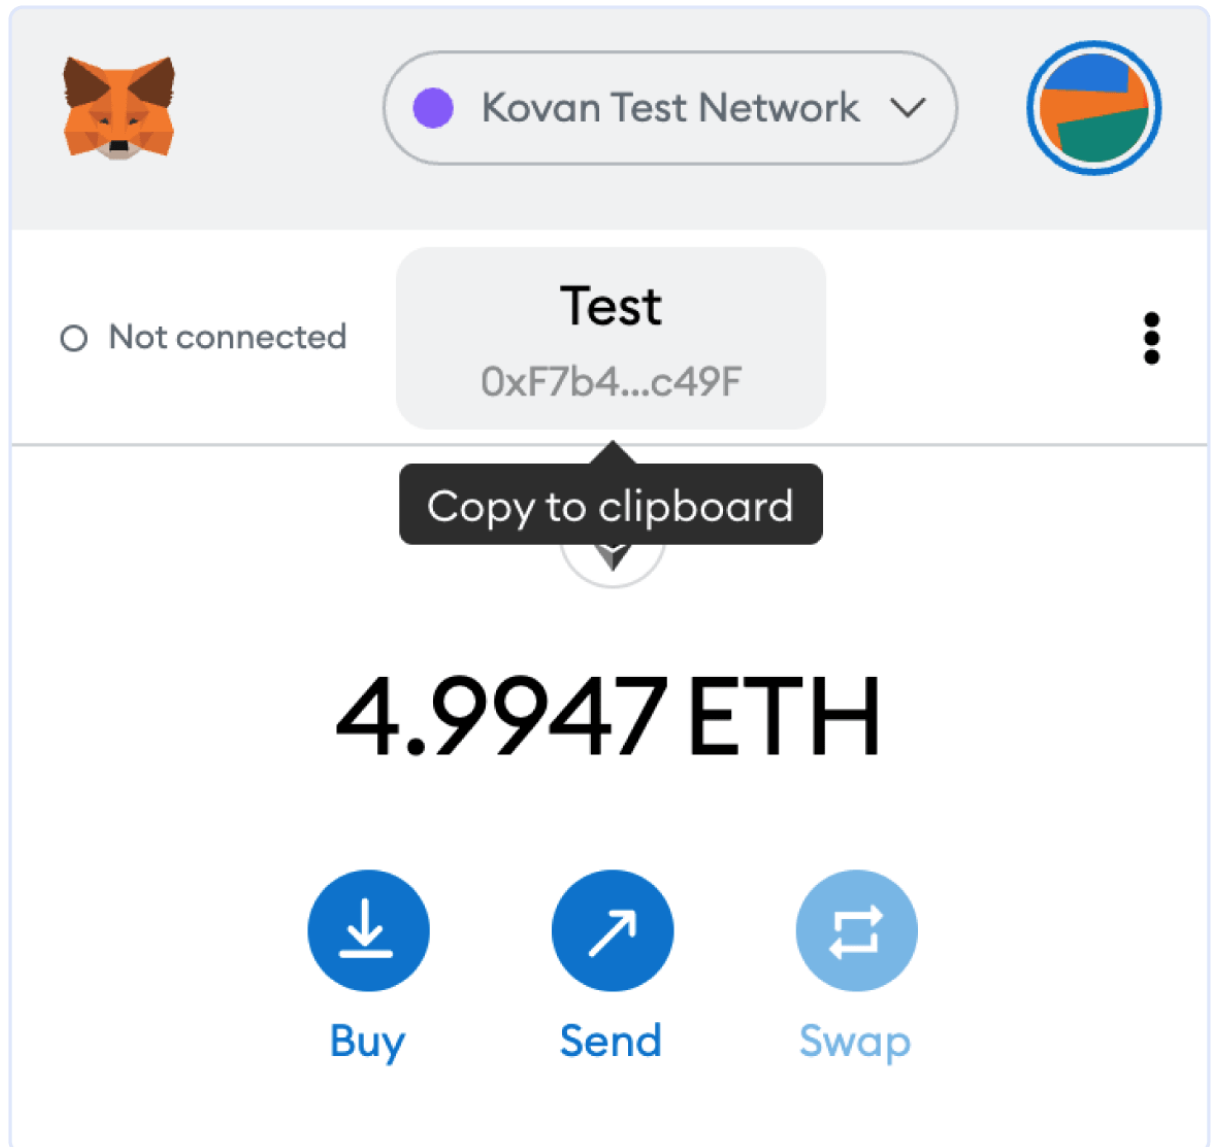 Kovan Test Network
Not connected
Test
0xF7b4...c49F
Copy to clipboard
4.9947 ETH
Buy
Send
Swap